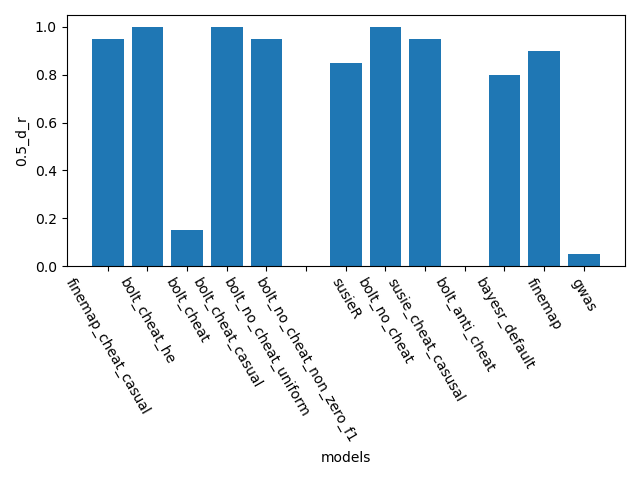 1.0
0.8
0.6
0.4
0.2
0.0
0.5_d_r
finemap_cheat_casual
bolt_cheat_he
bolt_cheat
bolt_cheat_casual
bolt_no_cheat_uniform
bolt_no_cheat_non_zero_f1
susieR
bolt_no_cheat
susie_cheat_casusal
bolt_anti_cheat
bayesr_default
finemap
gwas
models